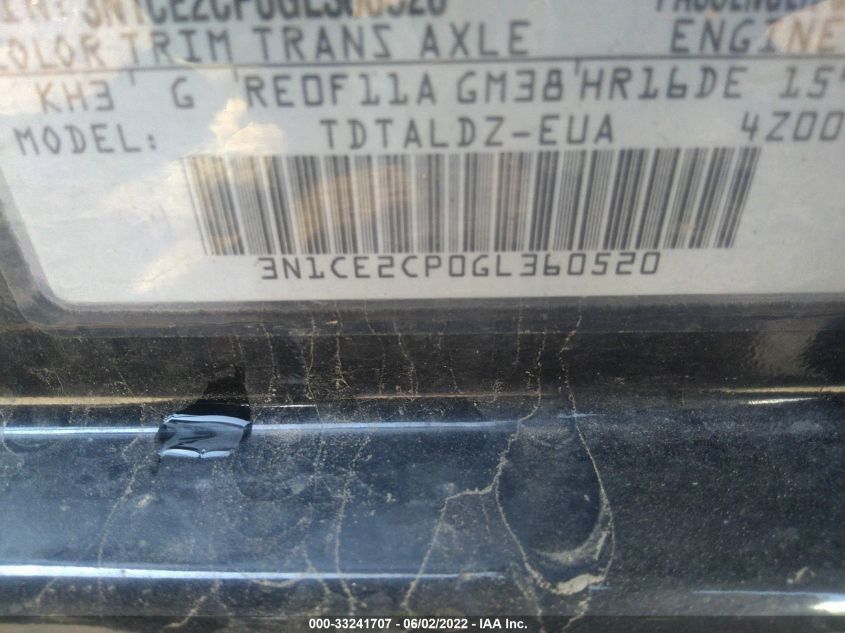 3N1CE2CP0GL360520
COLOR TRIM TRANS AXLE ENGINE
KH3 G RE0F11A GM38 HR16DE
MODEL: TDTALDZ-EUA
3N1CE2CP0GL360520
000-33241707 - 06/02/2022 - IAA Inc.